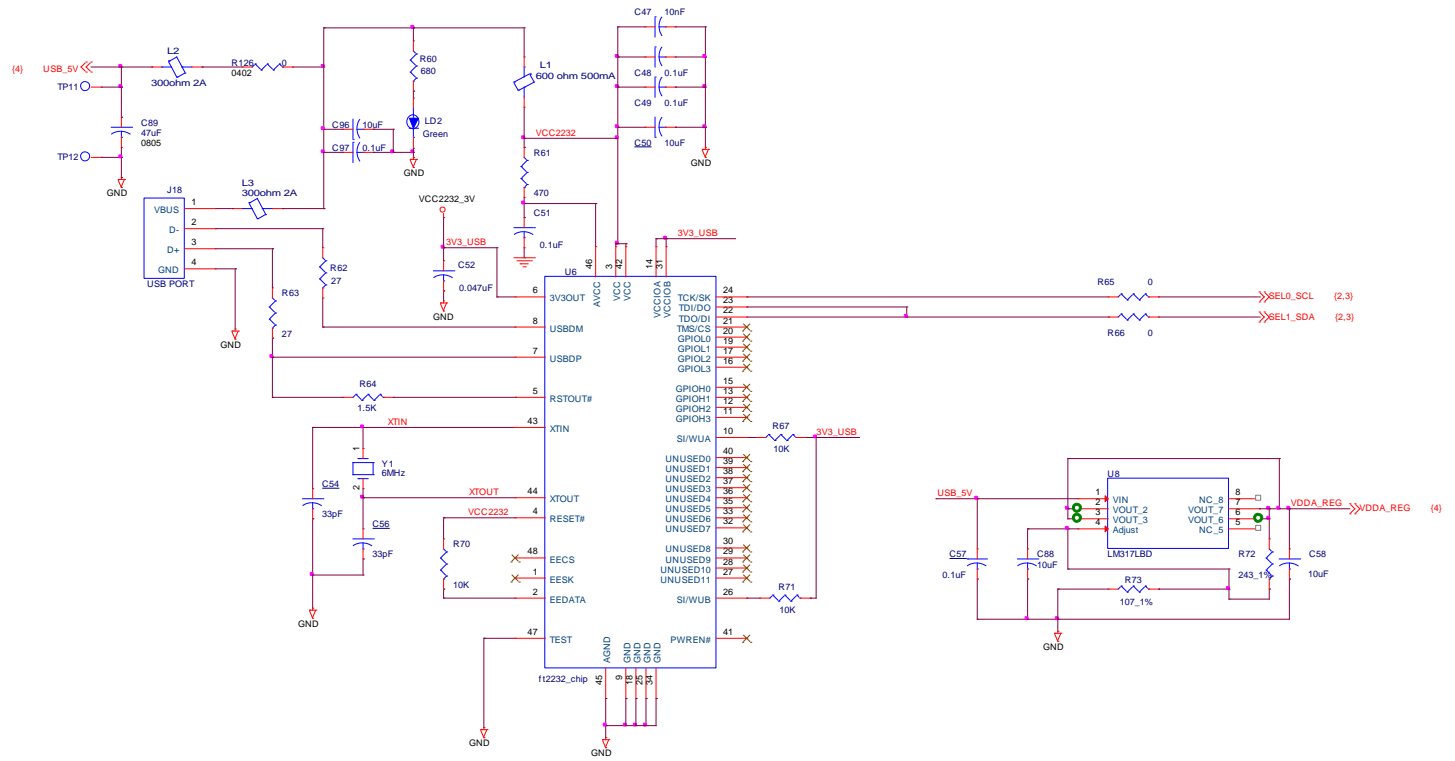 C47 10nF
C48 0.1uF
C49 0.1uF
C50 10uF
GND
{4} USB_5V
L2
300ohm 2A
R126 0
0402
TP11
C89
47uF
0805
TP12
GND
R60
680
LD2
Green
C96 10uF
C97 0.1uF
GND
L1
600 ohm 500mA
VCC2232
R61
470
C51
0.1uF
J18
VBUS 1
D- 2
D+ 3
GND 4
USB PORT
L3
300ohm 2A
GND
R62
27
R63
27
VCC2232_3V
3V3_USB
C52
0.047uF
GND
R64
1.5K
XTIN
1
Y1
6MHz
2
C54
33pF
C56
33pF
GND
XTOUT
VCC2232
R70
10K
GND
U6
46 AVCC
3 VCC
42 VCC
14 VCCIOA
31 VCCIOB
3V3_USB
6 3V3OUT
8 USBDM
7 USBDP
5 RSTOUT#
43 XTIN
44 XTOUT
4 RESET#
48 EECS
1 EESK
2 EEDATA
47 TEST
TCK/SK 24
TDI/DO 23
TDO/DI 22
TMS/CS 21
GPIOL0 20
GPIOL1 19
GPIOL2 17
GPIOL3 16
GPIOH0 15
GPIOH1 13
GPIOH2 12
GPIOH3 11
SI/WUA 10
UNUSED0 40
UNUSED1 39
UNUSED2 38
UNUSED3 37
UNUSED4 36
UNUSED5 35
UNUSED6 33
UNUSED7 32
UNUSED8 30
UNUSED9 29
UNUSED10 28
UNUSED11 27
SI/WUB 26
PWREN# 41
AGND 45
GND 9
GND 18
GND 25
GND 34
ft2232_chip
GND
R65 0
SEL0_SCL {2,3}
R66 0
SEL1_SDA {2,3}
R67
10K
3V3_USB
R71
10K
USB_5V
U8
1 VIN
2 VOUT_2
3 VOUT_3
4 Adjust
NC_8 8
VOUT_7 7
VOUT_6 6
NC_5 5
LM317LBD
VDDA_REG
VDDA_REG {4}
C57
0.1uF
C88
10uF
R73
107_1%
R72
243_1%
C58
10uF
GND